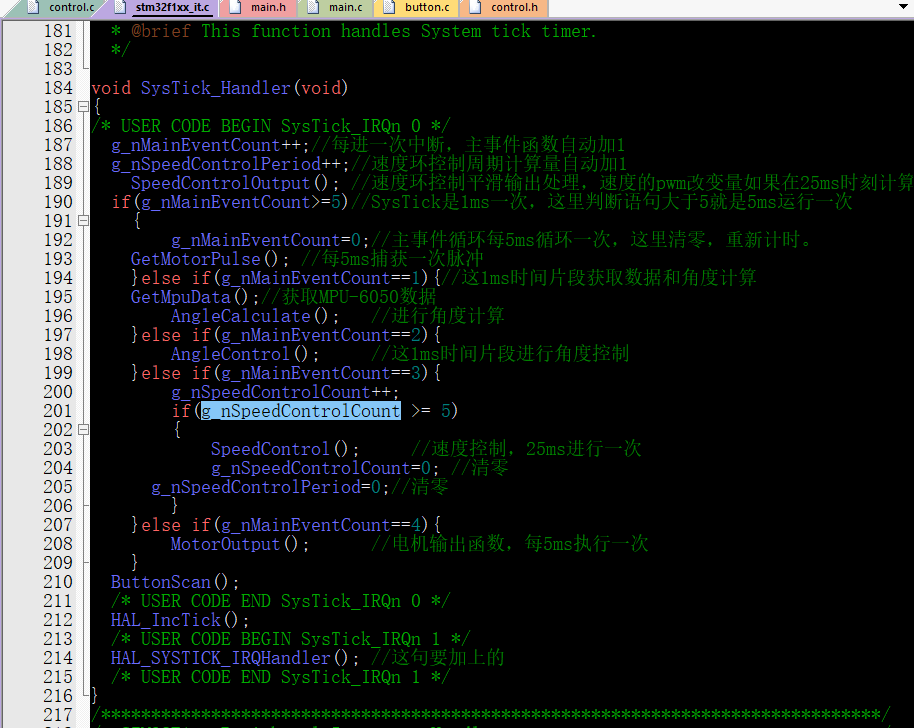 control.c stm32f1xx_it.c main.h main.c button.c control.h
181 * @brief This function handles System tick timer.
182 */
183
184 void SysTick_Handler(void)
185 {
186 /* USER CODE BEGIN SysTick_IRQn 0 */
187 g_nMainEventCount++;//每进一次中断，主事件函数自动加1
188 g_nSpeedControlPeriod++;//速度环控制周期计算量自动加1
189 SpeedControlOutput(); //速度环控制平滑输出处理，速度的pwm改变量如果在25ms时刻计算
190 if(g_nMainEventCount>=5)//SysTick是1ms一次，这里判断语句大于5就是5ms运行一次
191 {
192 g_nMainEventCount=0;//主事件循环每5ms循环一次，这里清零，重新计时。
193 GetMotorPulse(); //每5ms捕获一次脉冲
194 }else if(g_nMainEventCount==1){//这1ms时间片段获取数据和角度计算
195 GetMpuData();//获取MPU-6050数据
196 AngleCalculate(); //进行角度计算
197 }else if(g_nMainEventCount==2){
198 AngleControl(); //这1ms时间片段进行角度控制
199 }else if(g_nMainEventCount==3){
200 g_nSpeedControlCount++;
201 if(g_nSpeedControlCount >= 5)
202 {
203 SpeedControl(); //速度控制，25ms进行一次
204 g_nSpeedControlCount=0; //清零
205 g_nSpeedControlPeriod=0;//清零
206 }
207 }else if(g_nMainEventCount==4){
208 MotorOutput(); //电机输出函数，每5ms执行一次
209 }
210 ButtonScan();
211 /* USER CODE END SysTick_IRQn 0 */
212 HAL_IncTick();
213 /* USER CODE BEGIN SysTick_IRQn 1 */
214 HAL_SYSTICK_IRQHandler(); //这句要加上的
215 /* USER CODE END SysTick_IRQn 1 */
216 }
217 /******************************************************************************/